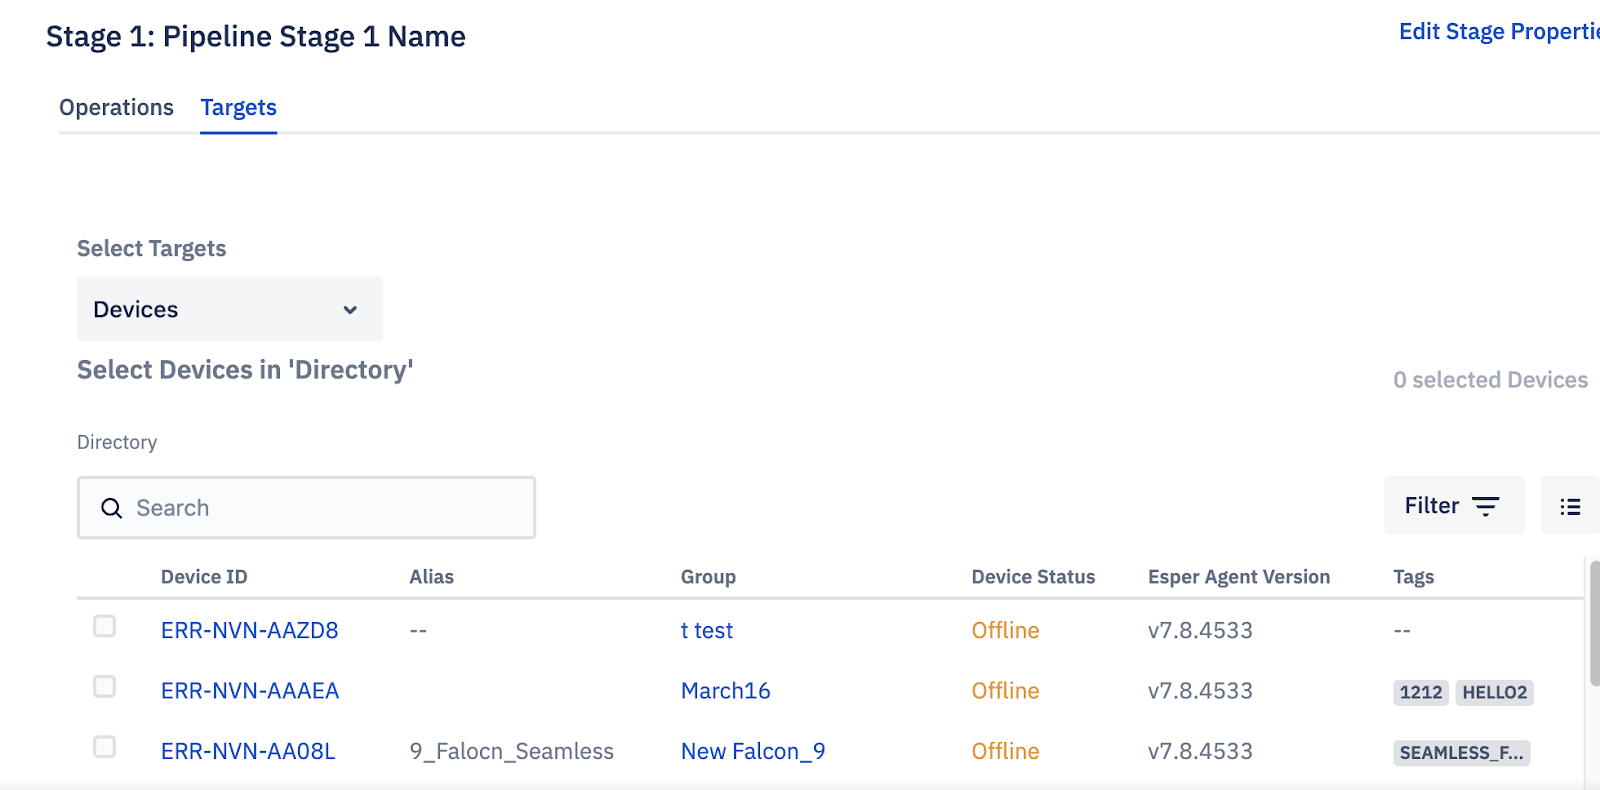 Stage 1: Pipeline Stage 1 Name
Edit Stage
Operations Targets
Select Targets
Devices
Select Devices in 'Directory'
0 selected Devices
Directory
Search
Filter
Device ID Alias Group Device Status Esper Agent Version Tags
ERR-NVN-AAZD8 -- t test Offline v7.8.4533 --
ERR-NVN-AAAEA March16 Offline v7.8.4533 1212 HELLO2
ERR-NVN-AA08L 9_Falocn_Seamless New Falcon_9 Offline v7.8.4533 SEAMLESS_F...